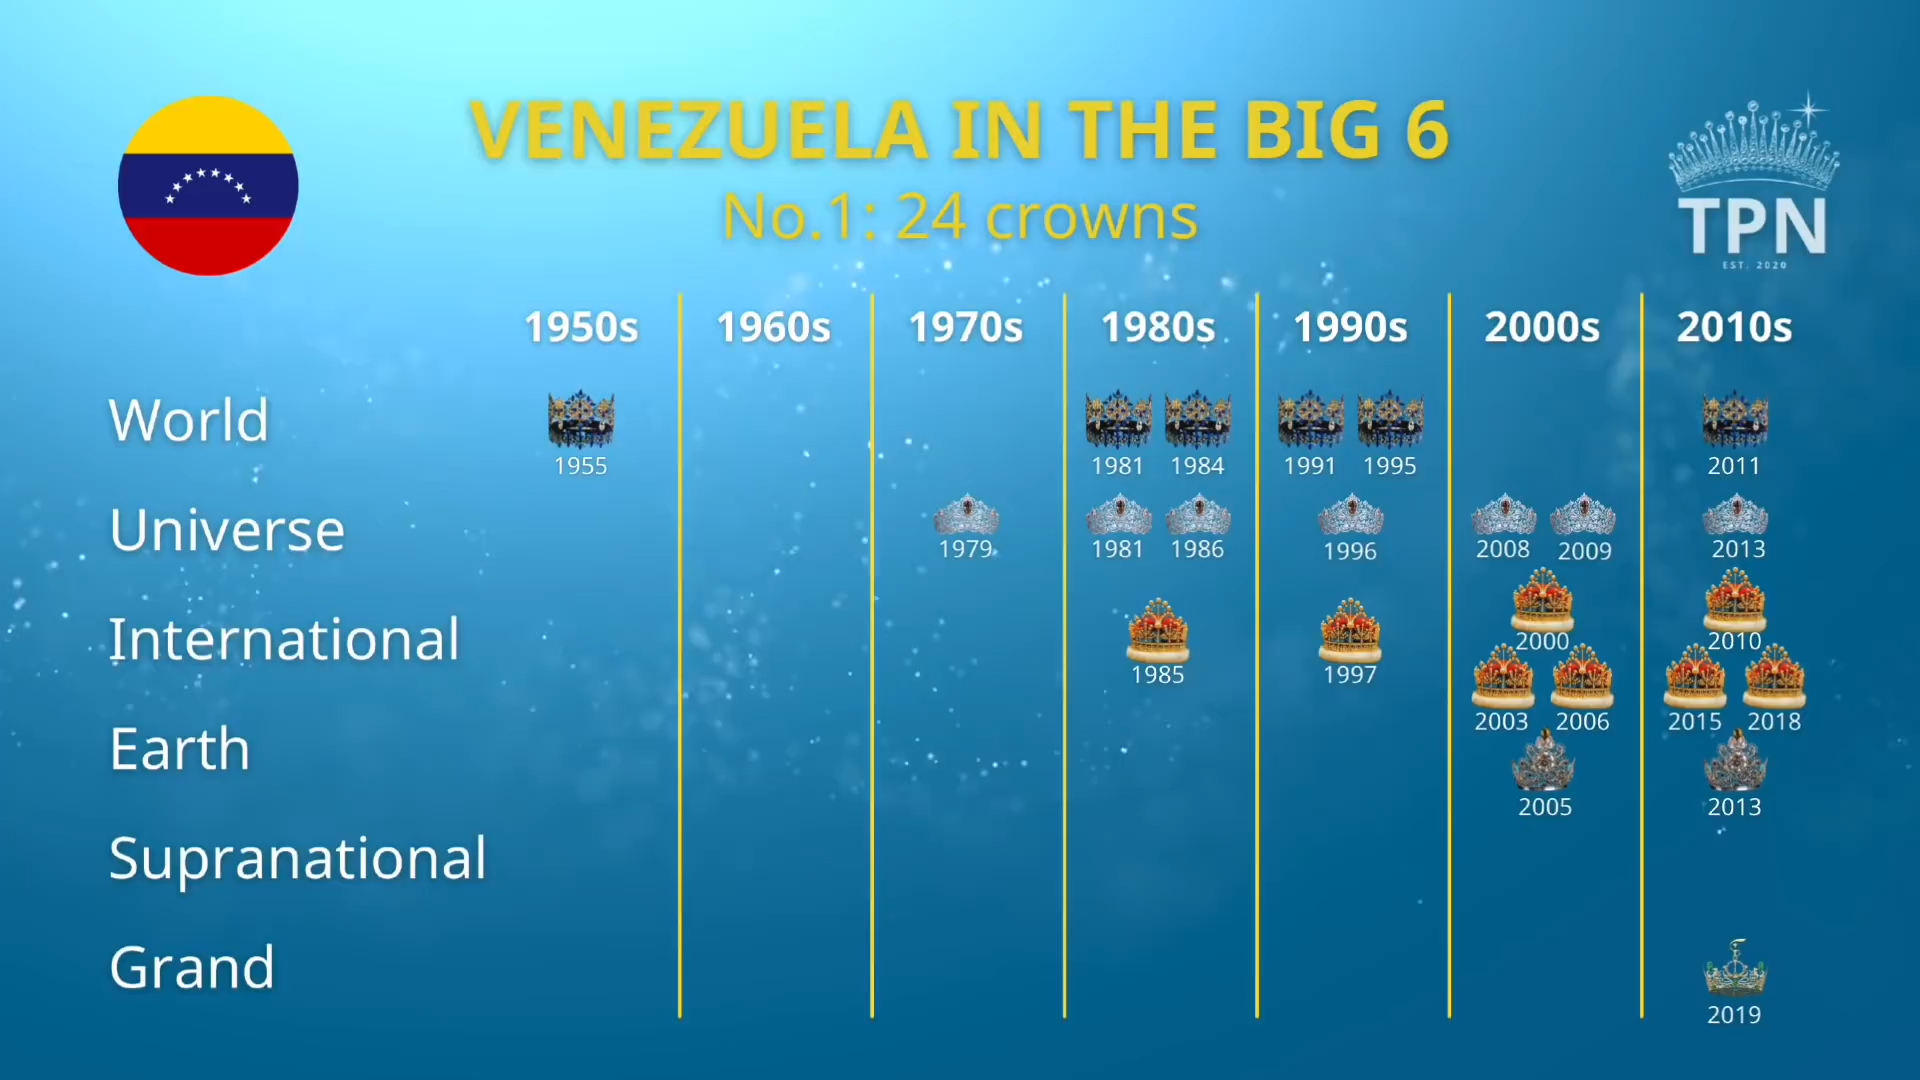 VENEZUELA IN THE BIG 6
No.1: 24 crowns
TPN
EST. 2020
1950s 1960s 1970s 1980s 1990s 2000s 2010s
World
1955 1981 1984 1991 1995 2011
Universe
1979 1981 1986 1996 2008 2009 2013
International
2000 2010
1985 1997
2003 2006 2015 2018
Earth
2005 2013
Supranational
Grand
2019